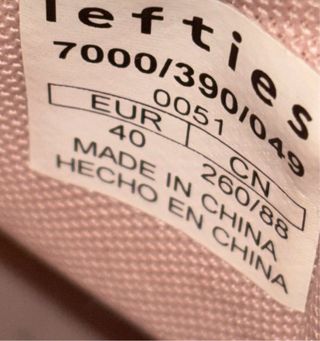 lefties
7000/390/049
0051
EUR CN
40 260/88
MADE IN CHINA
HECHO EN CHINA